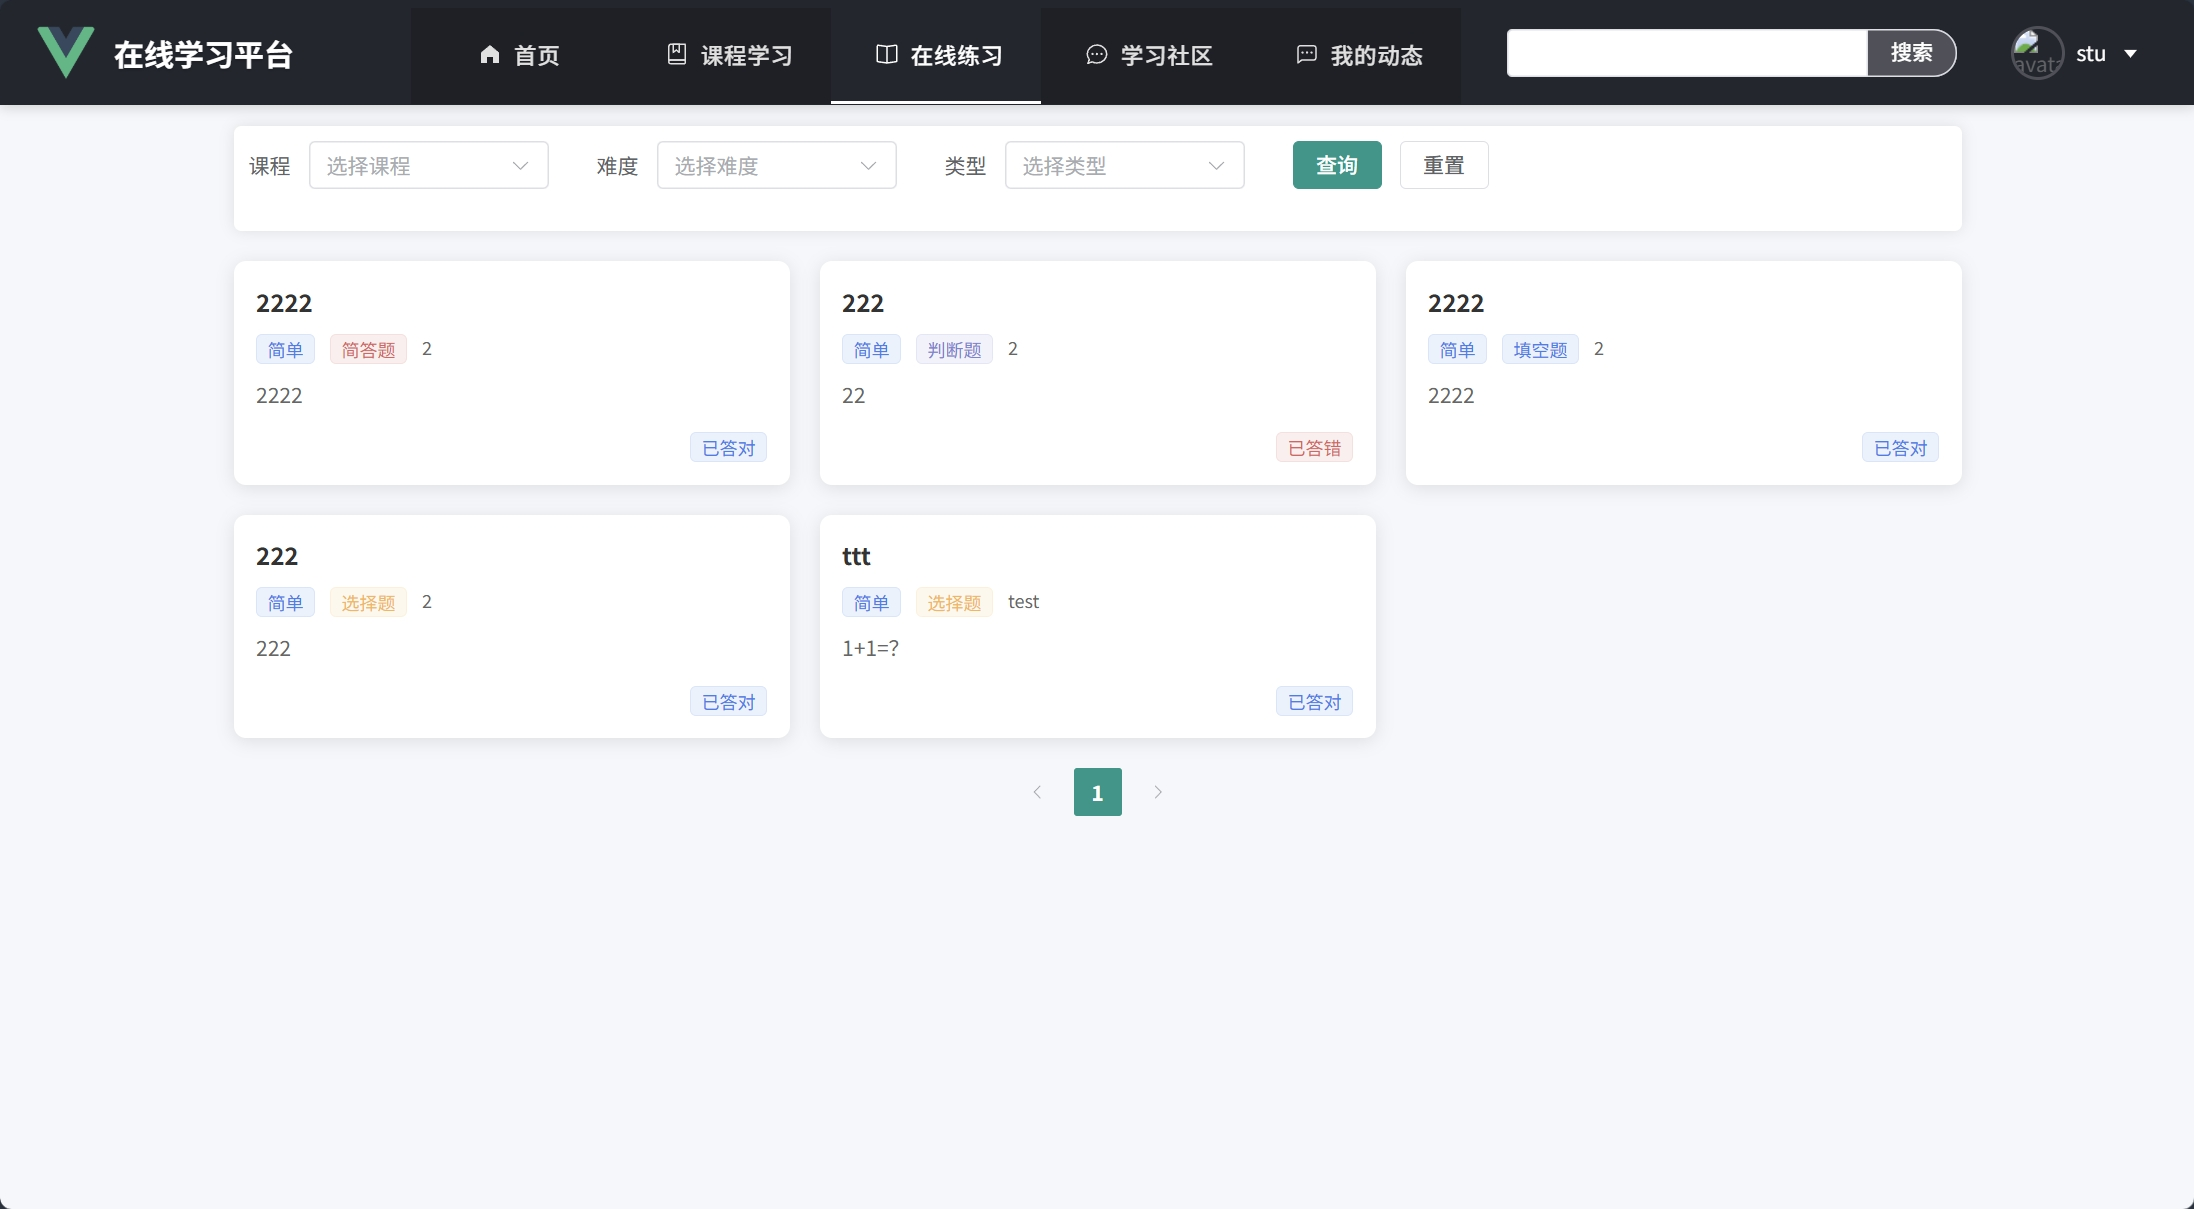 在线学习平台 首页 课程学习 在线练习 学习社区 我的动态 搜索 stu
课程 选择课程 难度 选择难度 类型 选择类型 查询 重置
2222
简单 简答题 2
2222
已答对
222
简单 判断题 2
22
已答错
2222
简单 填空题 2
2222
已答对
222
简单 选择题 2
222
已答对
ttt
简单 选择题 test
1+1=?
已答对
1